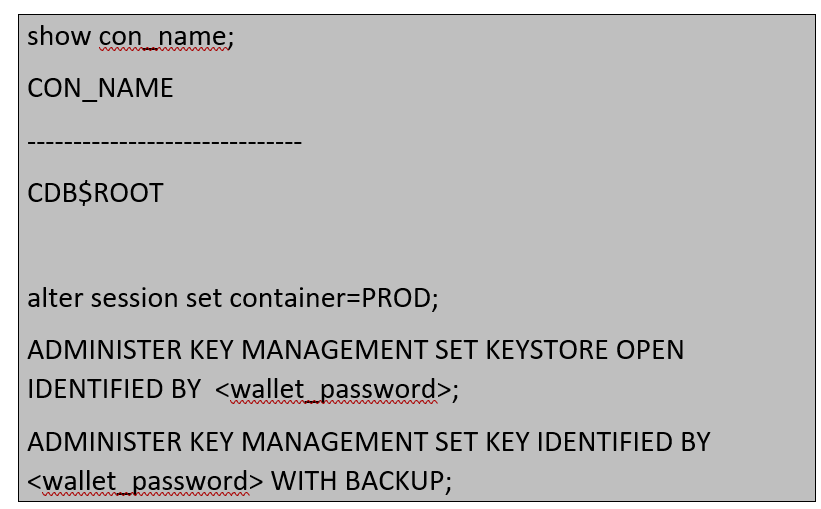 show con_name;
CON_NAME
------------------------------
CDB$ROOT
alter session set container=PROD;
ADMINISTER KEY MANAGEMENT SET KEYSTORE OPEN
IDENTIFIED BY  <wallet_password>;
ADMINISTER KEY MANAGEMENT SET KEY IDENTIFIED BY
<wallet_password> WITH BACKUP;